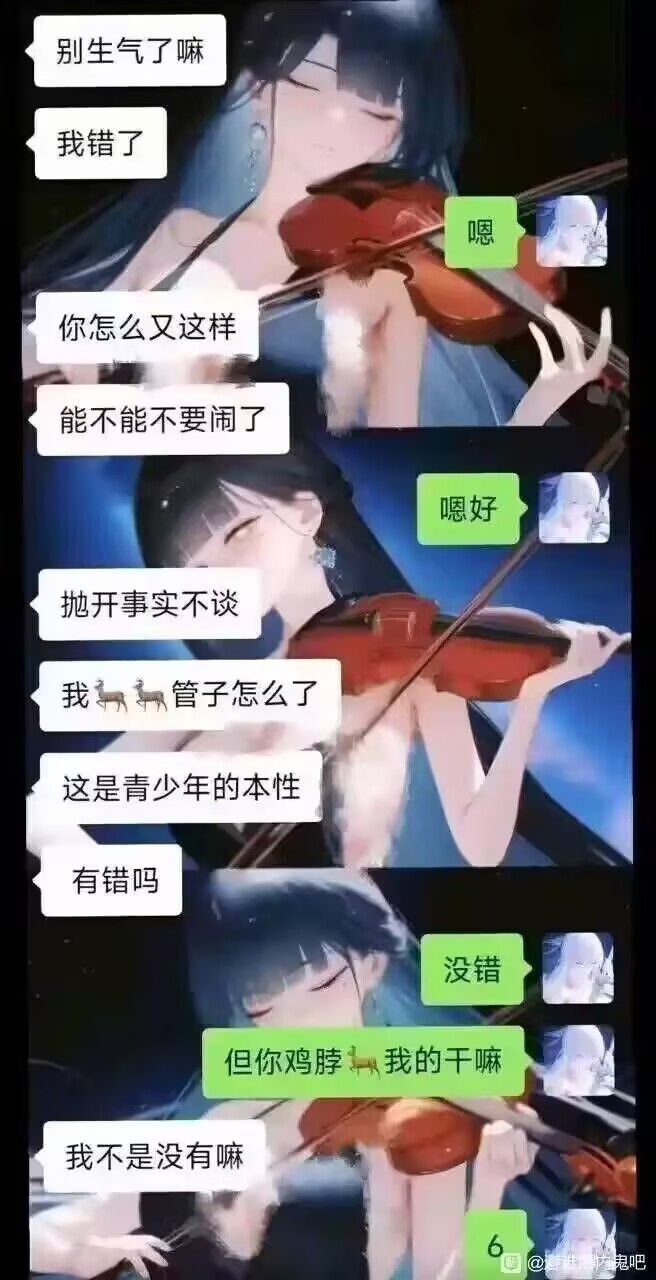 别生气了嘛
我错了
嗯
你怎么又这样
能不能不要闹了
嗯好
抛开事实不谈
我🦌🦌管子怎么了
这是青少年的本性
有错吗
没错
但你鸡脖🦌我的干嘛
我不是没有嘛
6